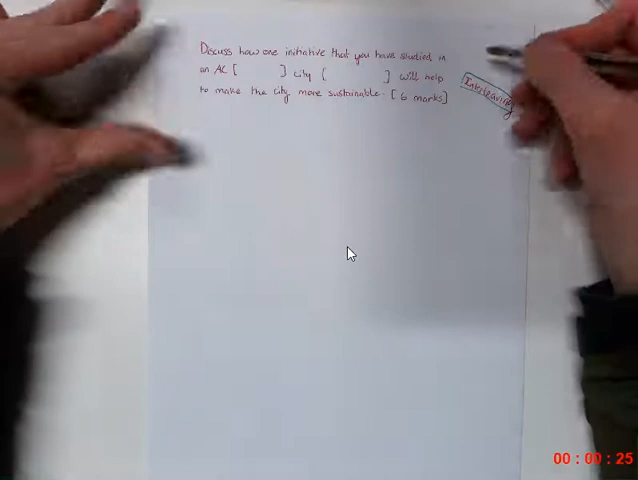 Discuss how one initiative that you have studied in
an AC [ ] city [ ] will help
to make the city more sustainable. [6 marks]
Interleaving
00:00:25